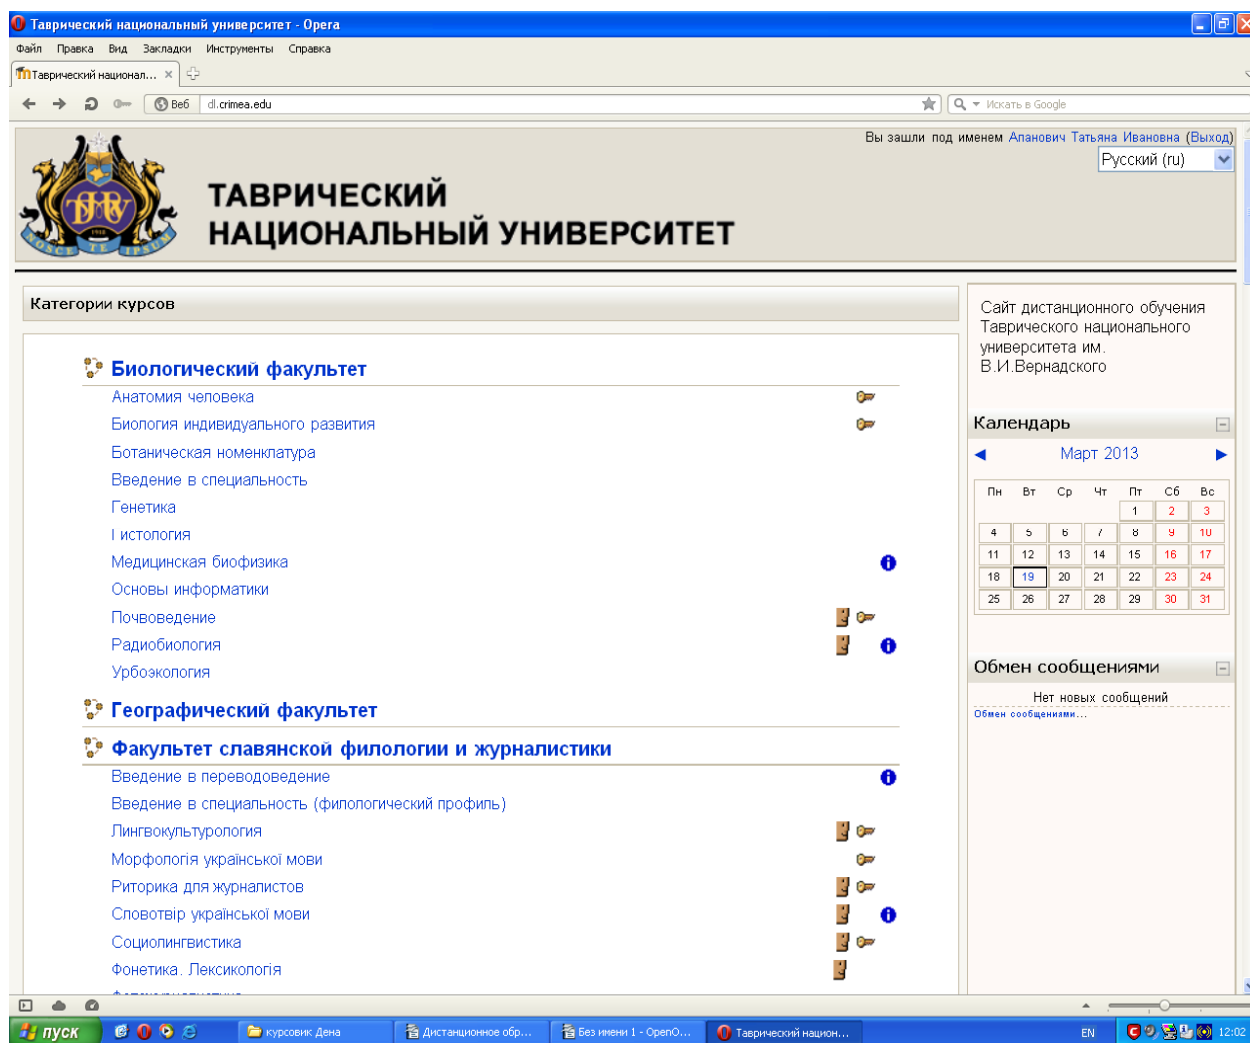 Таврический национальный университет - Opera
Файл Правка Вид Закладки Инструменты Справка
Таврический национал...
Веб dl.crimea.edu Искать в Google
Вы зашли под именем Апанович Татьяна Ивановна (Выход)
Русский (ru)
ТАВРИЧЕСКИЙ
НАЦИОНАЛЬНЫЙ УНИВЕРСИТЕТ
1918
NOSCE TE IPSUM
Категории курсов
Биологический факультет
Анатомия человека
Биология индивидуального развития
Ботаническая номенклатура
Введение в специальность
Генетика
Гистология
Медицинская биофизика
Основы информатики
Почвоведение
Радиобиология
Урбоэкология
Географический факультет
Факультет славянской филологии и журналистики
Введение в переводоведение
Введение в специальность (филологический профиль)
Лингвокультурология
Морфологія української мови
Риторика для журналистов
Словотвір української мови
Социолингвистика
Фонетика. Лексикологія
Сайт дистанционного обучения
Таврического национального
университета им.
В.И.Вернадского
Календарь
Март 2013
Пн Вт Ср Чт Пт Сб Вс
1 2 3
4 5 6 7 8 9 10
11 12 13 14 15 16 17
18 19 20 21 22 23 24
25 26 27 28 29 30 31
Обмен сообщениями
Нет новых сообщений
Обмен сообщениями...
пуск курсовик Дена Дистанционное обр... Без имени 1 - OpenO... Таврический национ... EN 12:02